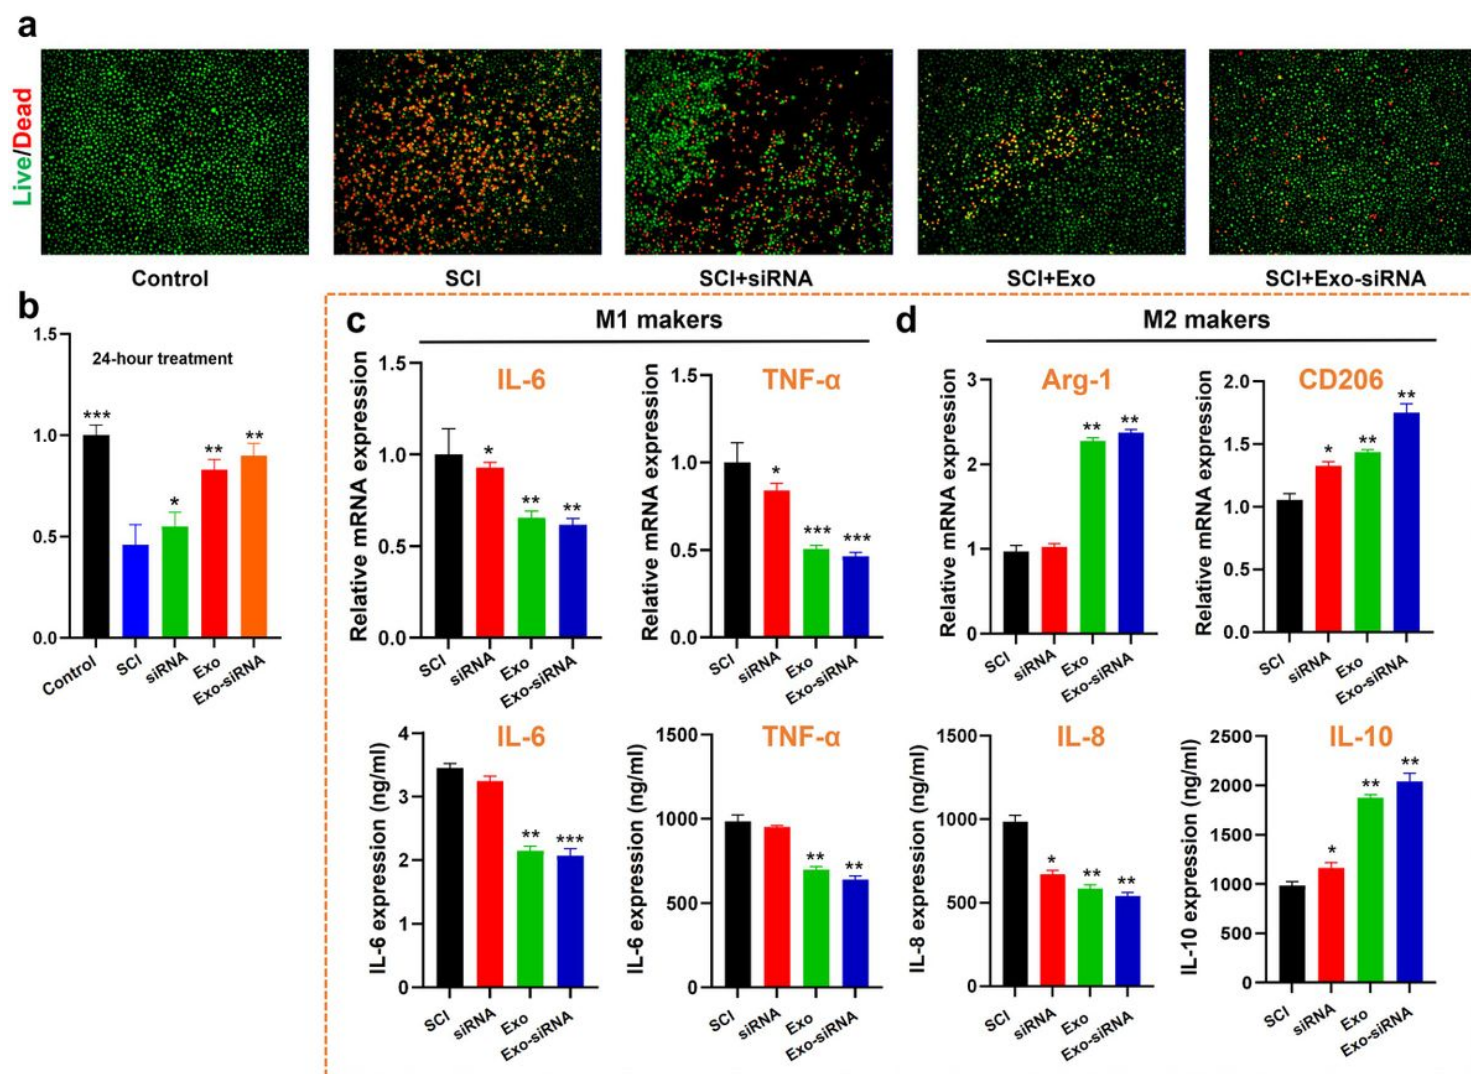 a
Live/Dead
Control
SCI
SCI+siRNA
SCI+Exo
SCI+Exo-siRNA
b
24-hour treatment
1.5
1.0
0.5
0.0
***
*
**
**
Control
SCI
siRNA
Exo
Exo-siRNA
c
M1 makers
IL-6
Relative mRNA expression
1.5
1.0
0.5
0.0
*
**
**
SCI
siRNA
Exo
Exo-siRNA
TNF-α
Relative mRNA expression
1.5
1.0
0.5
0.0
*
***
***
SCI
siRNA
Exo
Exo-siRNA
d
M2 makers
Arg-1
Relative mRNA expression
3
2
1
0
**
**
SCI
siRNA
Exo
Exo-siRNA
CD206
Relative mRNA expression
2.0
1.5
1.0
0.5
0.0
*
**
**
SCI
siRNA
Exo
Exo-siRNA
IL-6
IL-6 expression (ng/ml)
4
3
2
1
0
**
***
SCI
siRNA
Exo
Exo-siRNA
TNF-α
IL-6 expression (ng/ml)
1500
1000
500
0
**
**
SCI
siRNA
Exo
Exo-siRNA
IL-8
IL-8 expression (ng/ml)
1500
1000
500
0
*
**
**
SCI
siRNA
Exo
Exo-siRNA
IL-10
IL-10 expression (ng/ml)
2500
2000
1500
1000
500
0
*
**
**
SCI
siRNA
Exo
Exo-siRNA